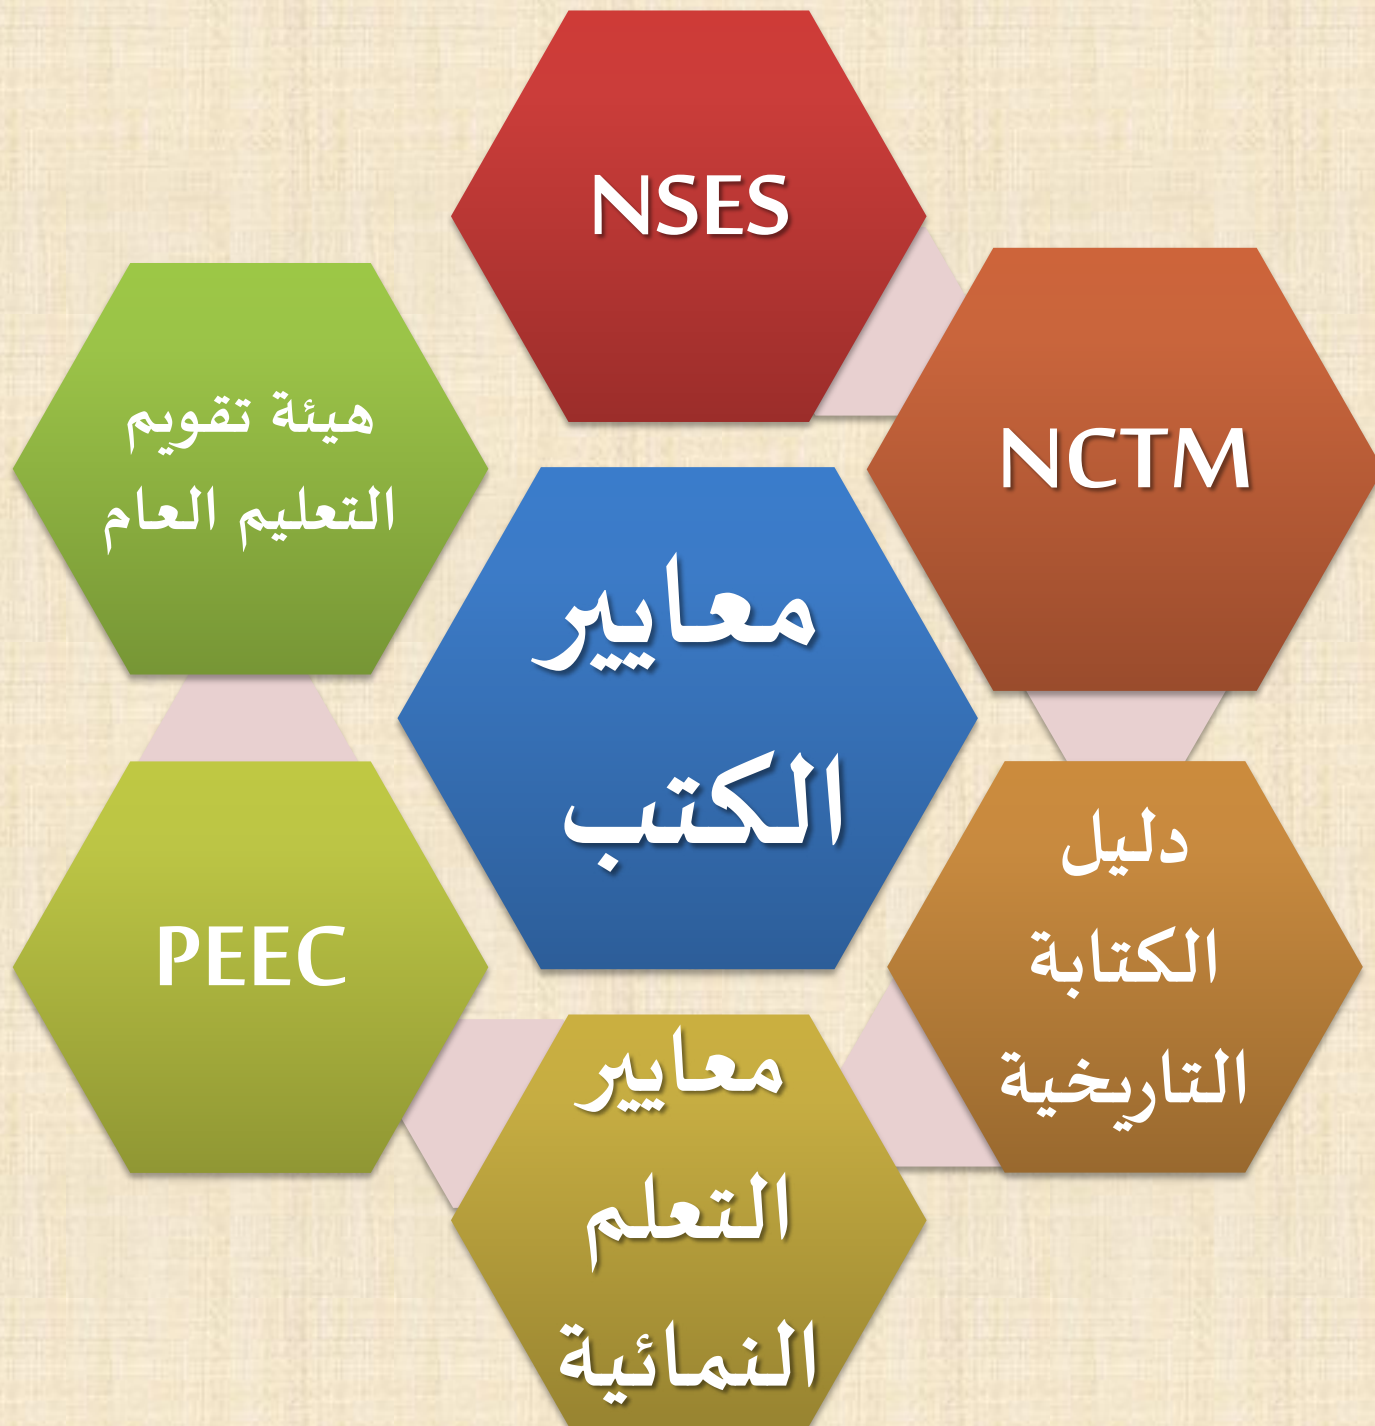 NSES
NCTM
هيئة تقويم
التعليم العام
معايير
الكتب
دليل
الكتابة
التاريخية
PEEC
معايير
التعلم
النمائية